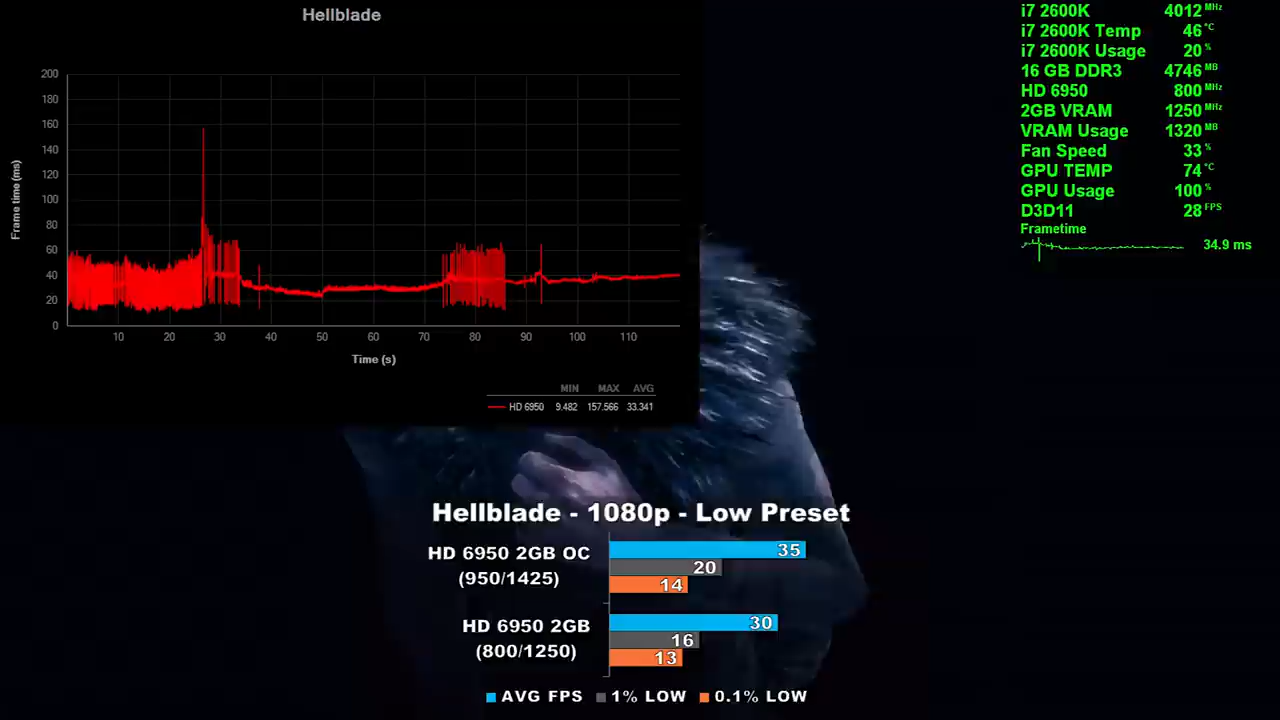 Hellblade
200
180
160
140
120
100
80
60
40
20
0
Frame time (ms)
10 20 30 40 50 60 70 80 90 100 110
Time (s)
MIN MAX AVG
HD 6950 9.482 157.566 33.341
i7 2600K 4012 MHz
i7 2600K Temp 46 °C
i7 2600K Usage 20 %
16 GB DDR3 4746 MB
HD 6950 800 MHz
2GB VRAM 1250 MHz
VRAM Usage 1320 MB
Fan Speed 33 %
GPU TEMP 74 °C
GPU Usage 100 %
D3D11 28 FPS
Frametime
34.9 ms
Hellblade - 1080p - Low Preset
HD 6950 2GB OC
(950/1425)
35
20
14
HD 6950 2GB
(800/1250)
30
16
13
AVG FPS 1% LOW 0.1% LOW